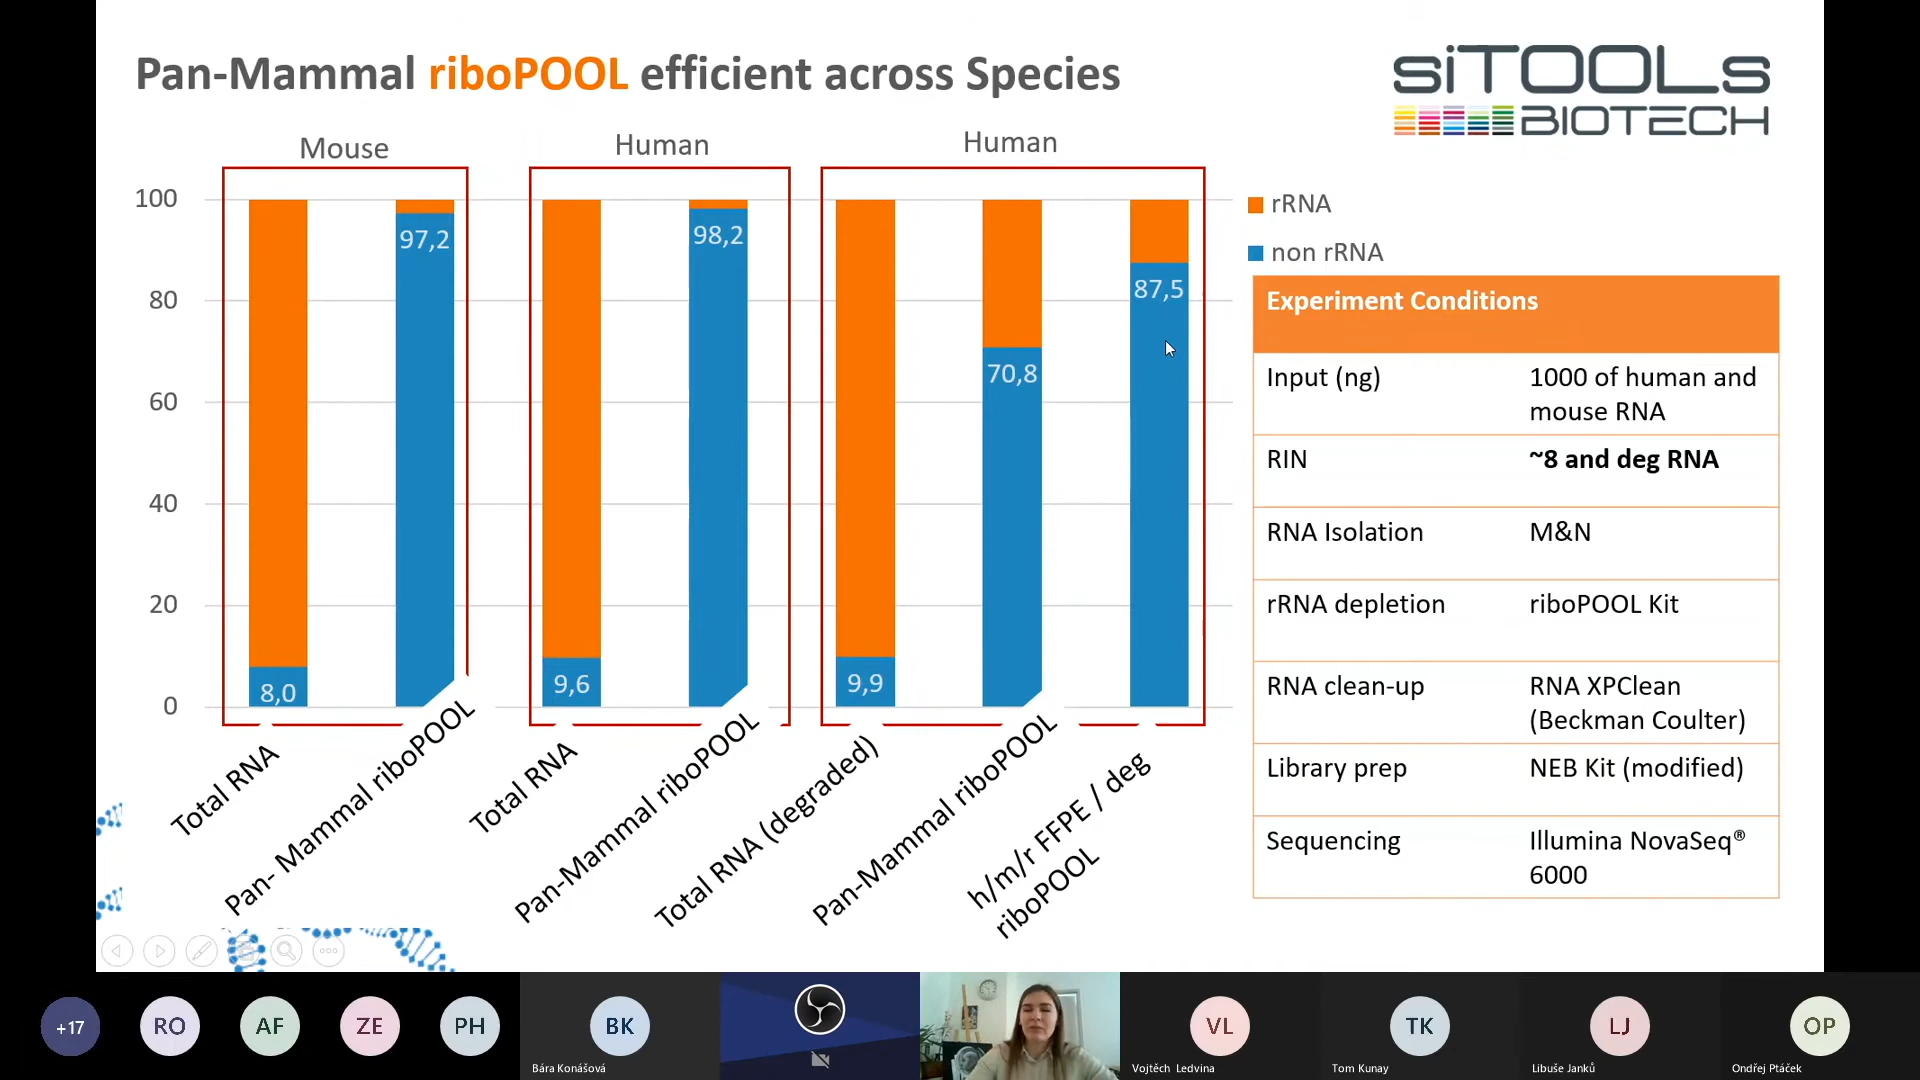 Pan-Mammal riboPOOL efficient across Species
siTOOLs
BIOTECH
Mouse
Human
Human
100
80
60
40
20
0
8,0
97,2
9,6
98,2
9,9
70,8
87,5
Total RNA
Pan- Mammal riboPOOL
Total RNA
Pan-Mammal riboPOOL
Total RNA (degraded)
Pan-Mammal riboPOOL
h/m/r FFPE / deg
riboPOOL
rRNA
non rRNA
Experiment Conditions
Input (ng)
1000 of human and
mouse RNA
RIN
~8 and deg RNA
RNA Isolation
M&N
rRNA depletion
riboPOOL Kit
RNA clean-up
RNA XPClean
(Beckman Coulter)
Library prep
NEB Kit (modified)
Sequencing
Illumina NovaSeq®
6000
+17
RO
AF
ZE
PH
BK
Bára Konášová
VL
Vojtěch Ledvina
TK
Tom Kunay
LJ
Libuše Janků
OP
Ondřej Ptáček